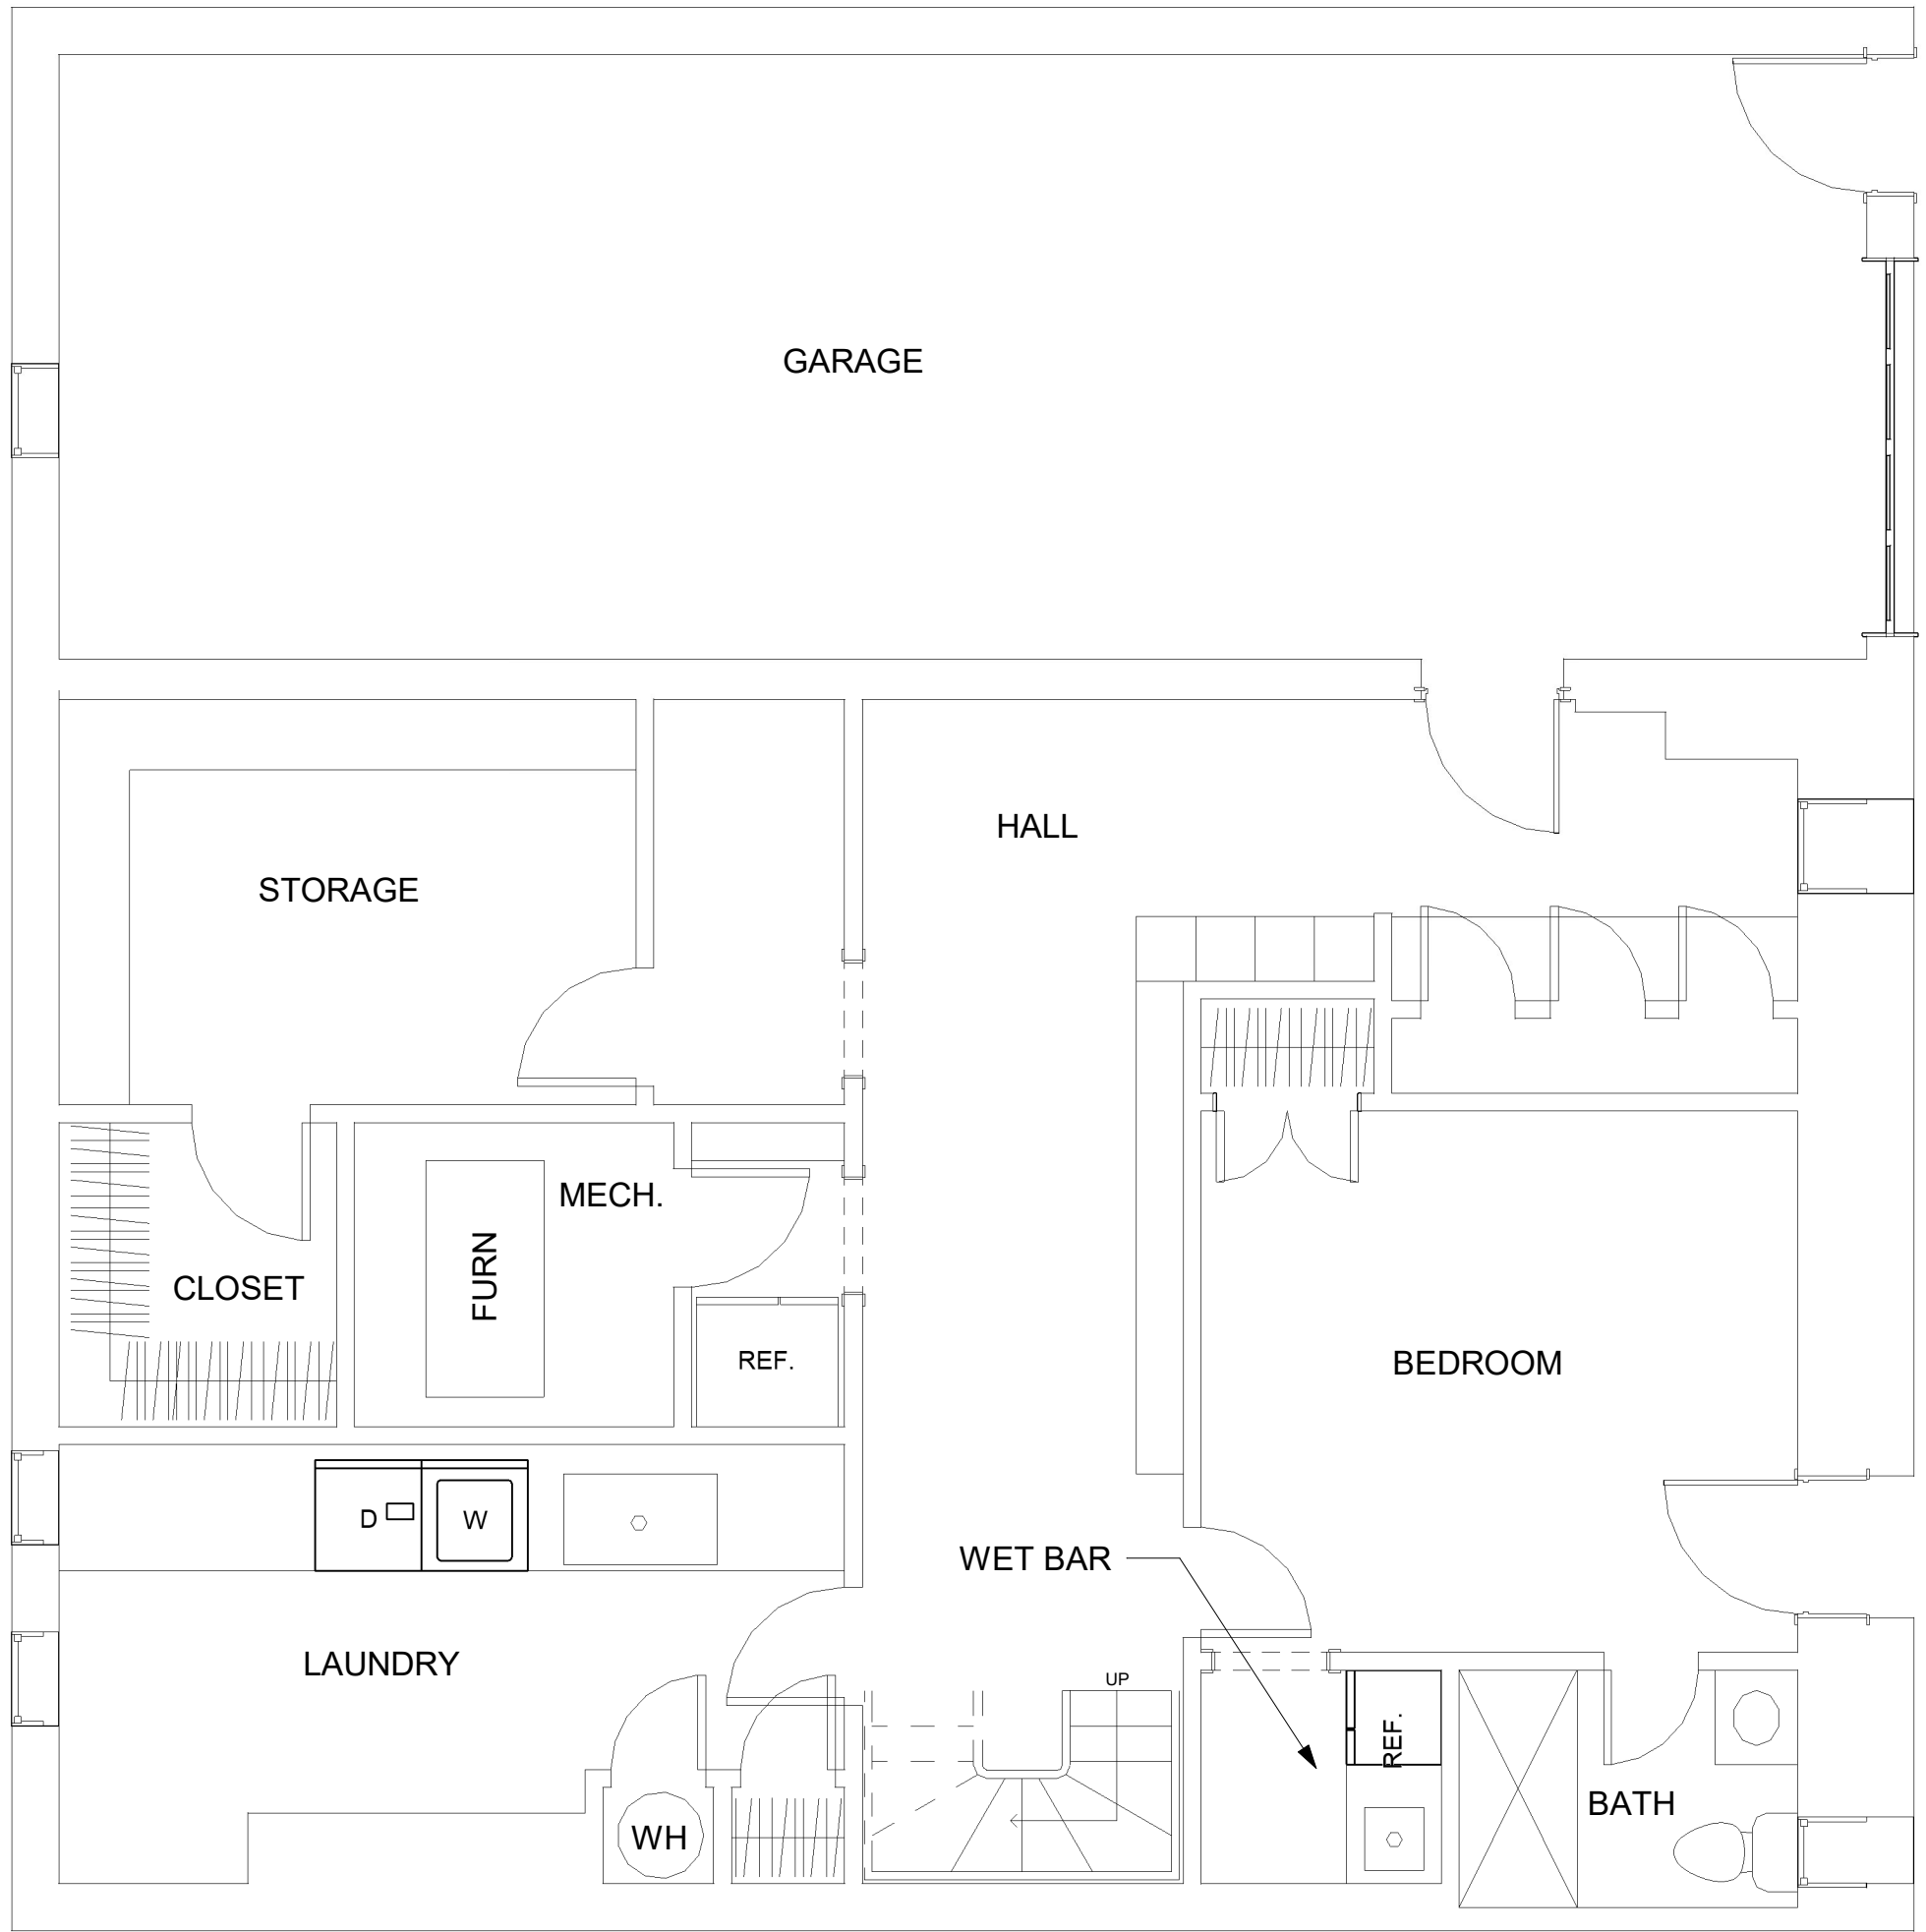 GARAGE
HALL
STORAGE
MECH.
FURN
CLOSET
REF.
BEDROOM
D
W
WET BAR
LAUNDRY
UP
REF.
BATH
WH